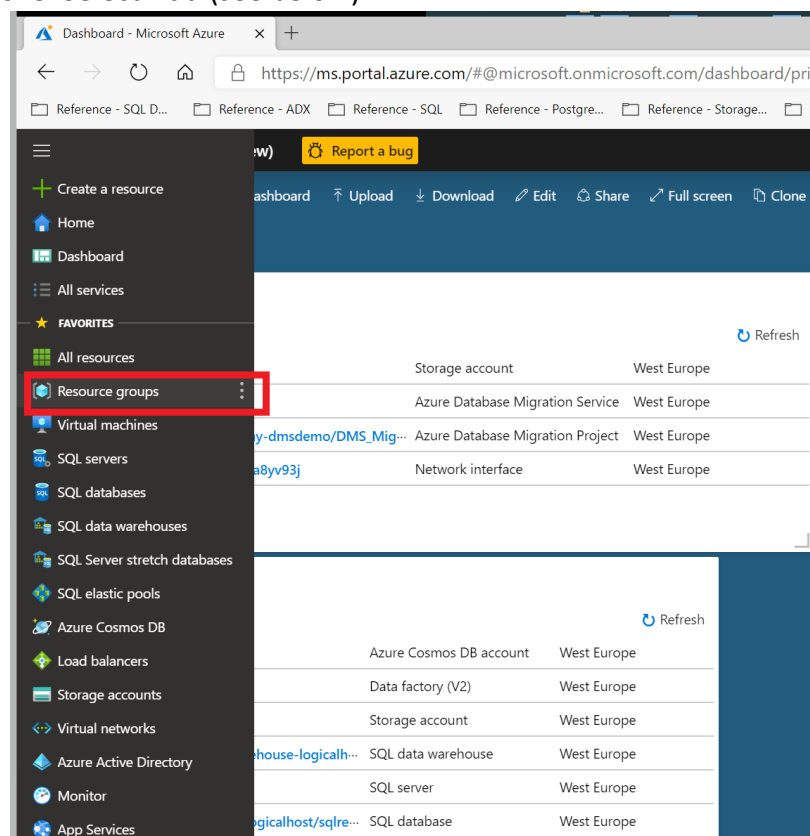 Dashboard - Microsoft Azure
https://ms.portal.azure.com/#@microsoft.onmicrosoft.com/dashboard/pri
Reference - SQL D... Reference - ADX Reference - SQL Reference - Postgre... Reference - Storage...
ew) Report a bug
Create a resource
ashboard Upload Download Edit Share Full screen Clone
Home
Dashboard
All services
FAVORITES
Refresh
All resources
Storage account West Europe
Resource groups
Azure Database Migration Service West Europe
Virtual machines
ny-dmsdemo/DMS_Mig... Azure Database Migration Project West Europe
SQL servers
a8yv93j Network interface West Europe
SQL databases
SQL data warehouses
SQL Server stretch databases
SQL elastic pools
Refresh
Azure Cosmos DB
Azure Cosmos DB account West Europe
Load balancers
Data factory (V2) West Europe
Storage accounts
Storage account West Europe
Virtual networks
ehouse-logicalh... SQL data warehouse West Europe
Azure Active Directory
SQL server West Europe
Monitor
ogicalhost/sqlre... SQL database West Europe
App Services